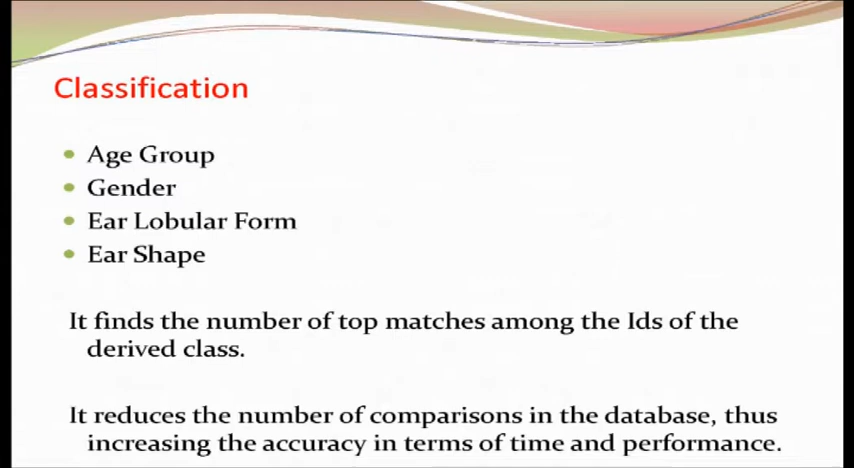 Classification
Age Group
Gender
Ear Lobular Form
Ear Shape
It finds the number of top matches among the Ids of the
derived class.
It reduces the number of comparisons in the database, thus
increasing the accuracy in terms of time and performance.